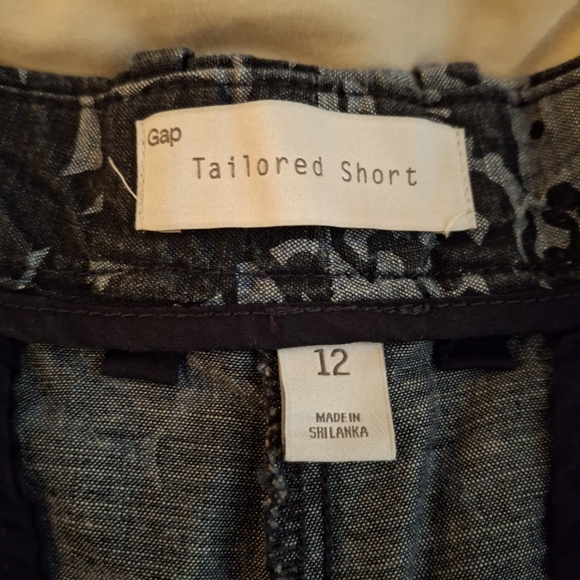 Gap
Tailored Short
12
MADE IN
SRI LANKA